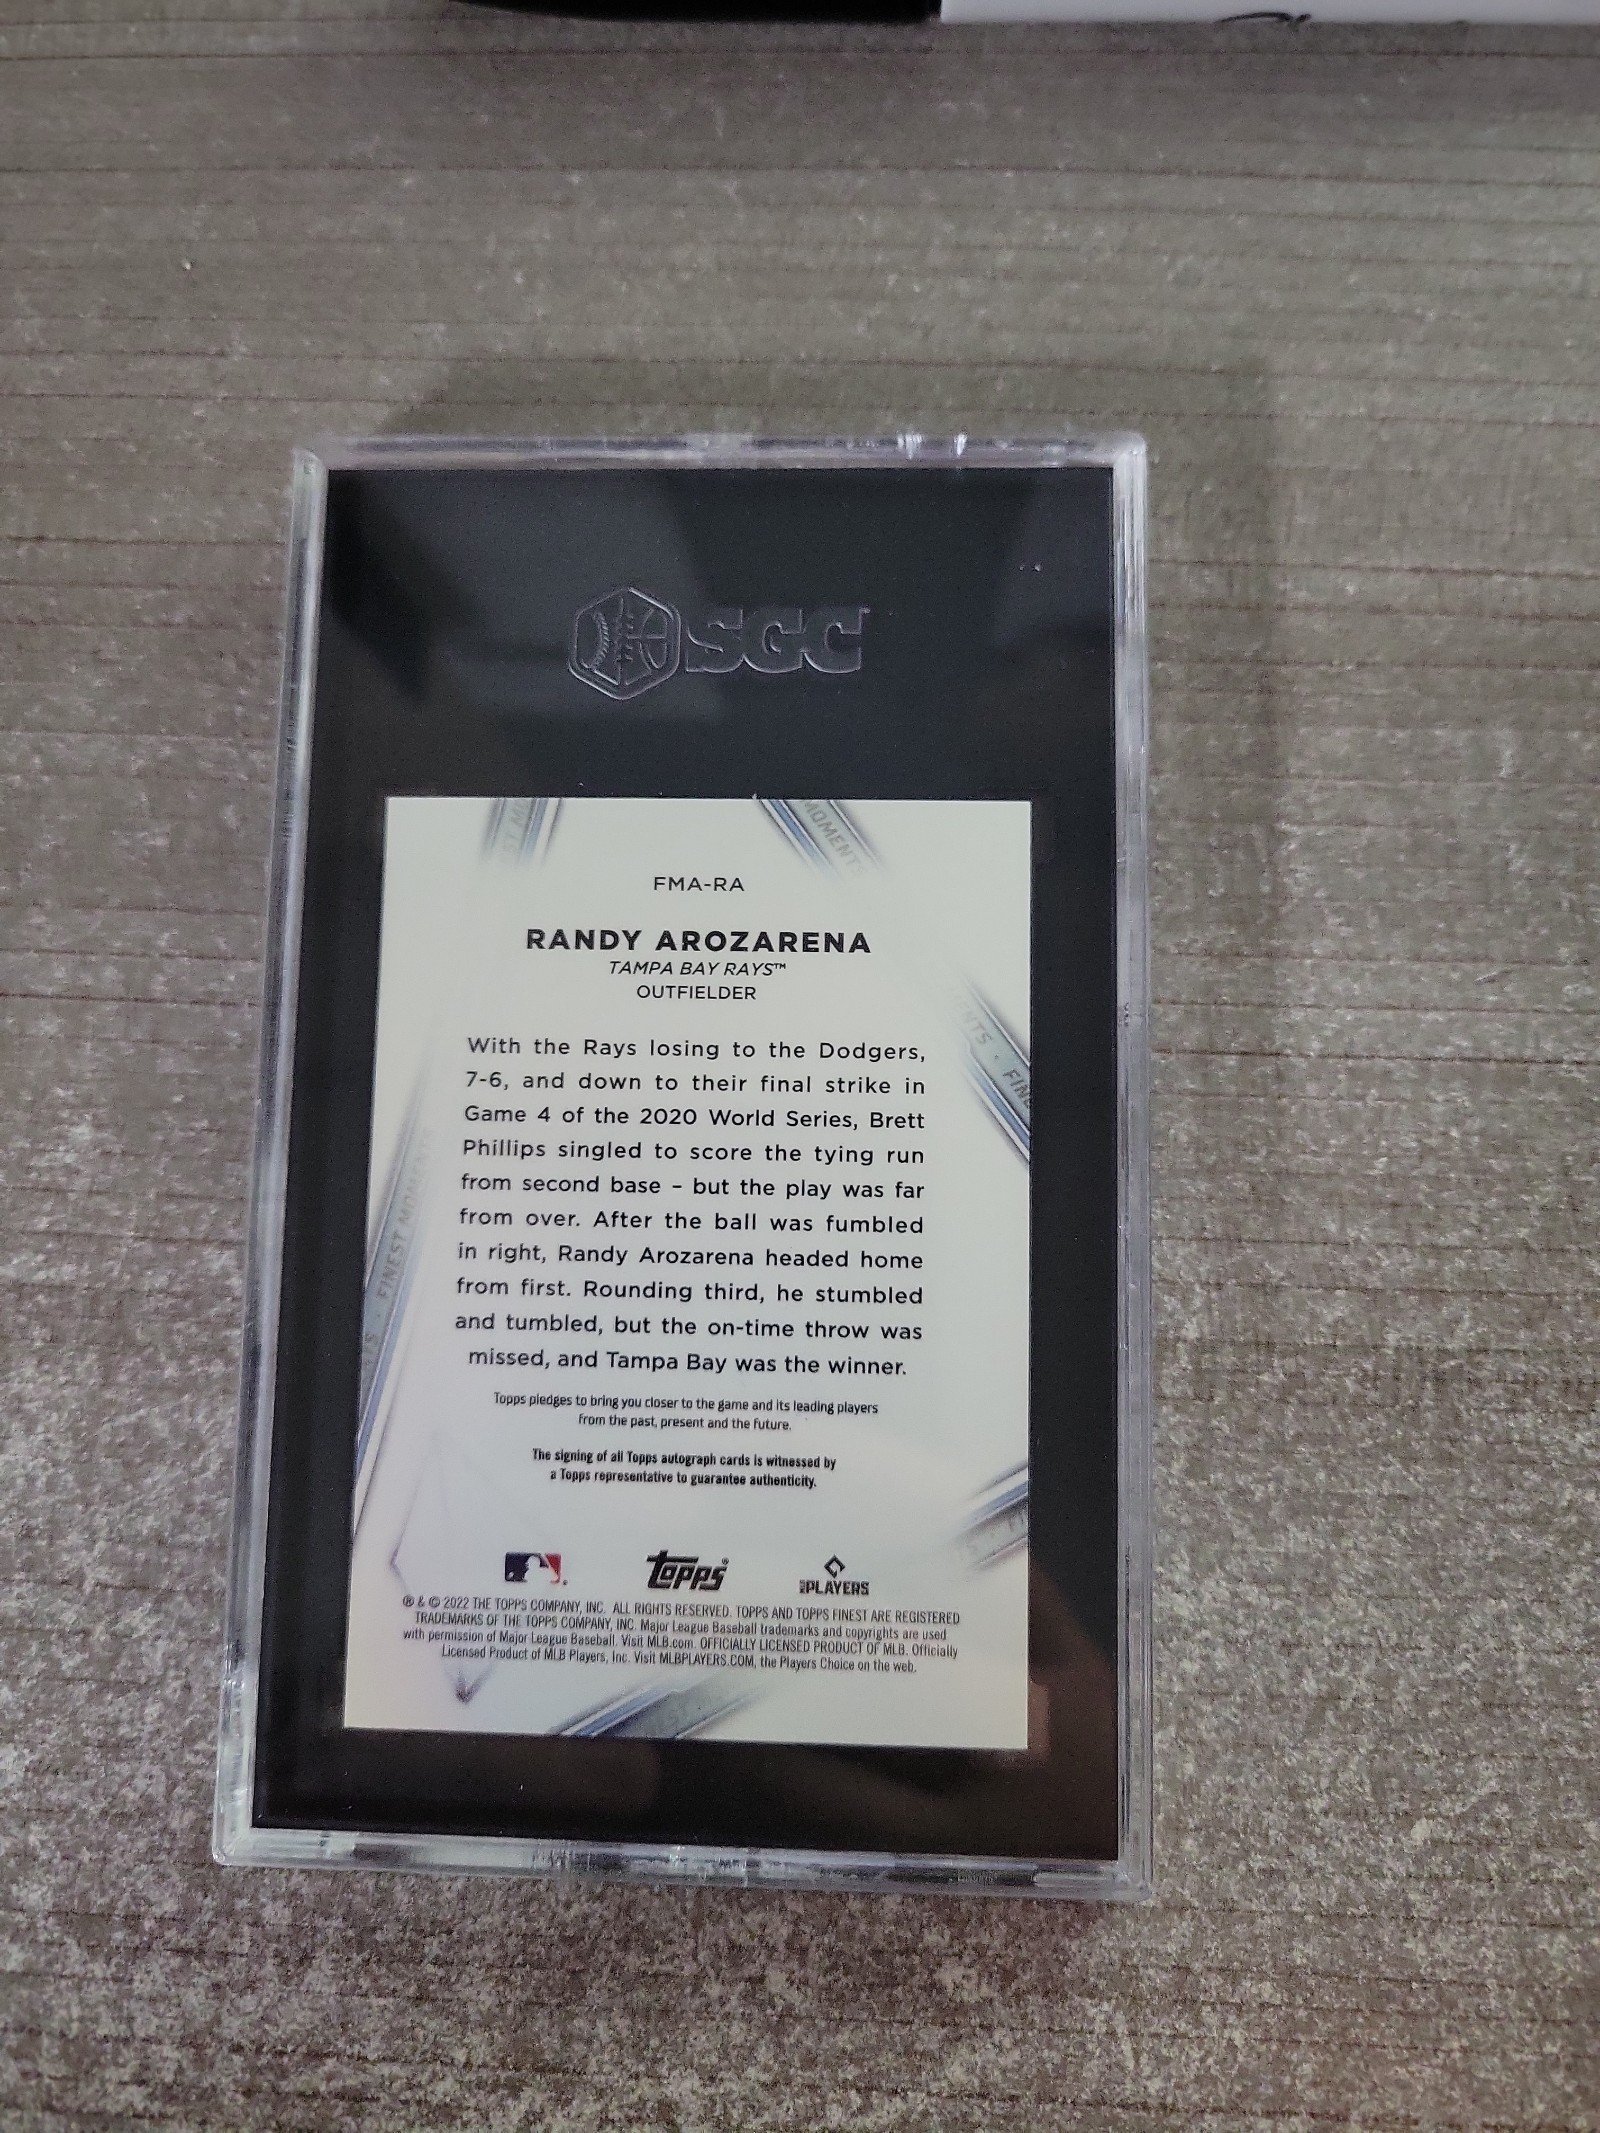 SGC
MOMENT
FMA-RA
RANDY AROZARENA
TAMPA BAY RAYS™
OUTFIELDER
With the Rays losing to the Dodgers,
7-6, and down to their final strike in
Game 4 of the 2020 World Series, Brett
Phillips singled to score the tying run
from second base – but the play was far
from over. After the ball was fumbled
in right, Randy Arozarena headed home
from first. Rounding third, he stumbled
and tumbled, but the on-time throw was
missed, and Tampa Bay was the winner.
FINEST MOM
Topps pledges to bring you closer to the game and its leading players
from the past, present and the future.
The signing of all Topps autograph cards is witnessed by
a Topps representative to guarantee authenticity.
topps®
PLAYERS
® & © 2022 THE TOPPS COMPANY, INC. ALL RIGHTS RESERVED. TOPPS AND TOPPS FINEST ARE REGISTERED
TRADEMARKS OF THE TOPPS COMPANY, INC. Major League Baseball trademarks and copyrights are used
with permission of Major League Baseball. Visit MLB.com. OFFICIALLY LICENSED PRODUCT OF MLB. Officially
Licensed Product of MLB Players, Inc. Visit MLBPLAYERS.COM, the Players Choice on the web.